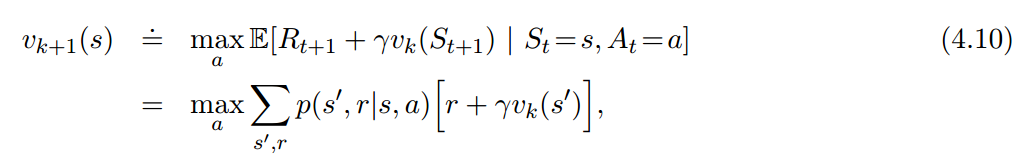 v_{k+1}(s) ≐ max_a 𝔼[R_{t+1} + γv_k(S_{t+1}) | S_t=s, A_t=a] (4.10)
= max_a ∑_{s',r} p(s', r|s, a)[r + γv_k(s')],